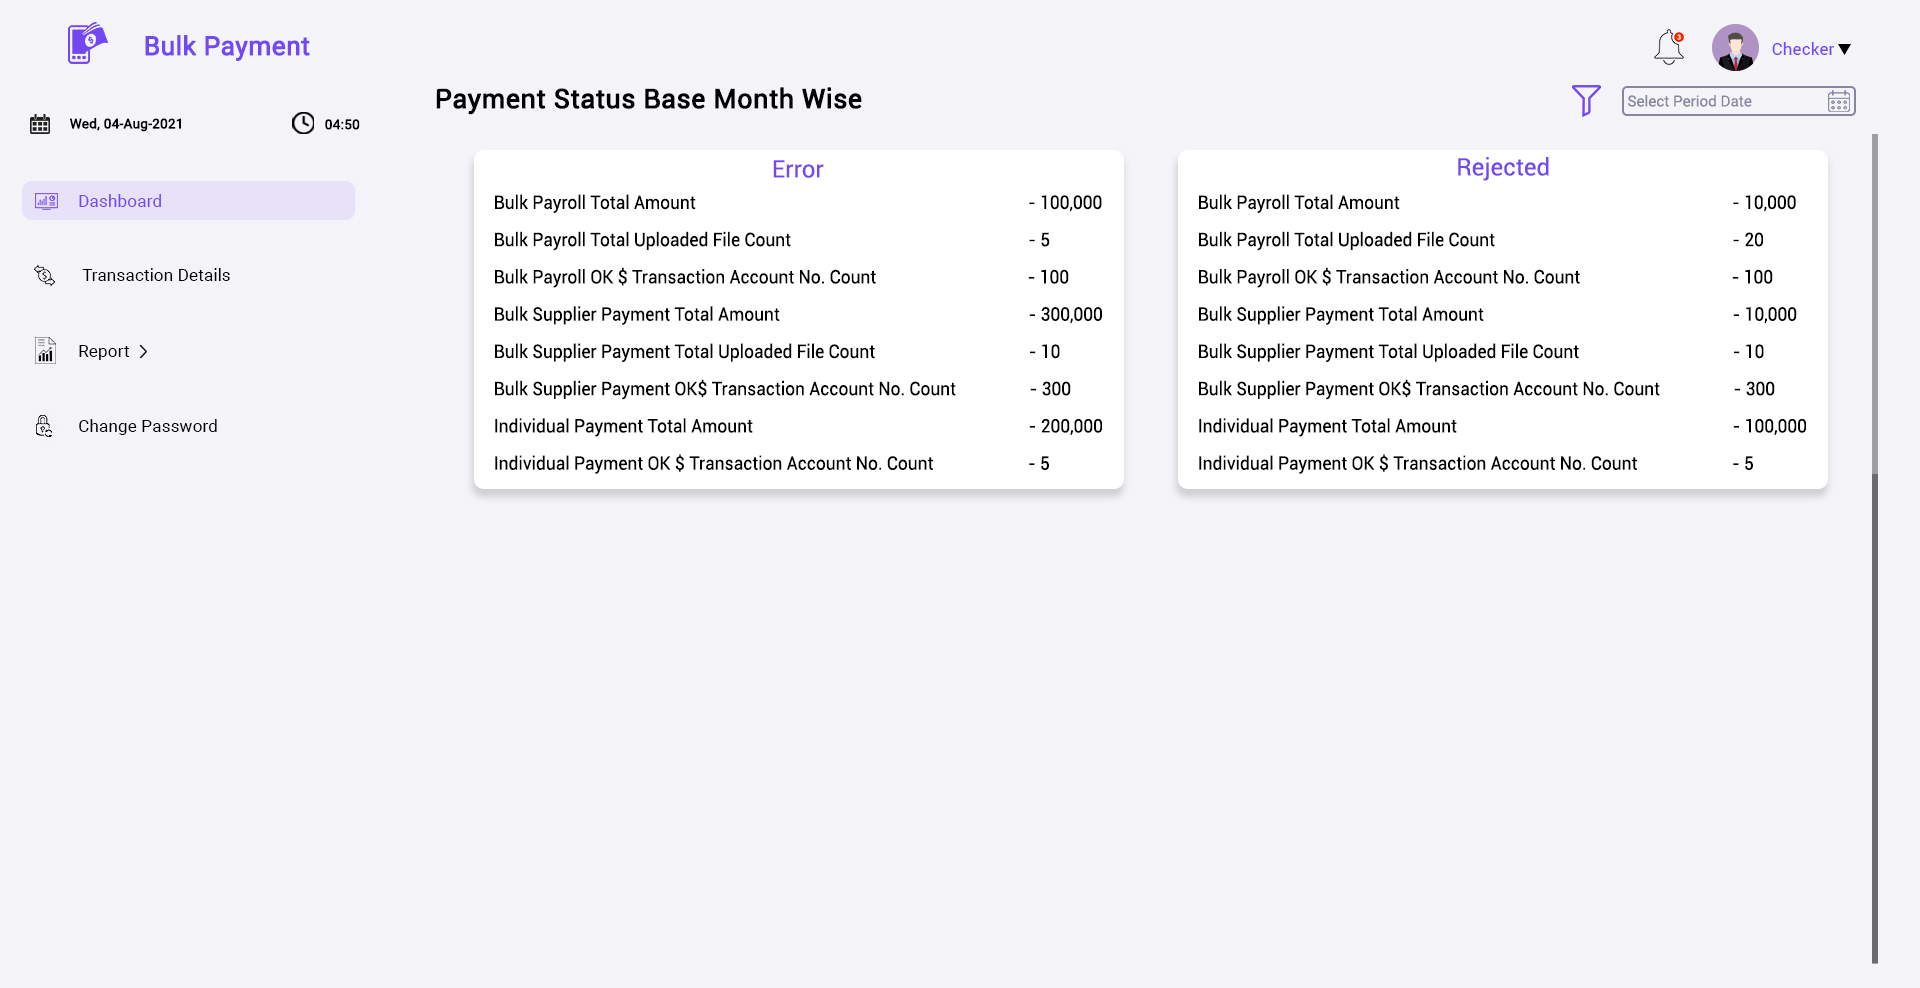 Bulk Payment
3
Checker
Payment Status Base Month Wise
Select Period Date
Wed, 04-Aug-2021
04:50
Dashboard
Transaction Details
Report
Change Password
Error
Bulk Payroll Total Amount - 100,000
Bulk Payroll Total Uploaded File Count - 5
Bulk Payroll OK $ Transaction Account No. Count - 100
Bulk Supplier Payment Total Amount - 300,000
Bulk Supplier Payment Total Uploaded File Count - 10
Bulk Supplier Payment OK$ Transaction Account No. Count - 300
Individual Payment Total Amount - 200,000
Individual Payment OK $ Transaction Account No. Count - 5
Rejected
Bulk Payroll Total Amount - 10,000
Bulk Payroll Total Uploaded File Count - 20
Bulk Payroll OK $ Transaction Account No. Count - 100
Bulk Supplier Payment Total Amount - 10,000
Bulk Supplier Payment Total Uploaded File Count - 10
Bulk Supplier Payment OK$ Transaction Account No. Count - 300
Individual Payment Total Amount - 100,000
Individual Payment OK $ Transaction Account No. Count - 5